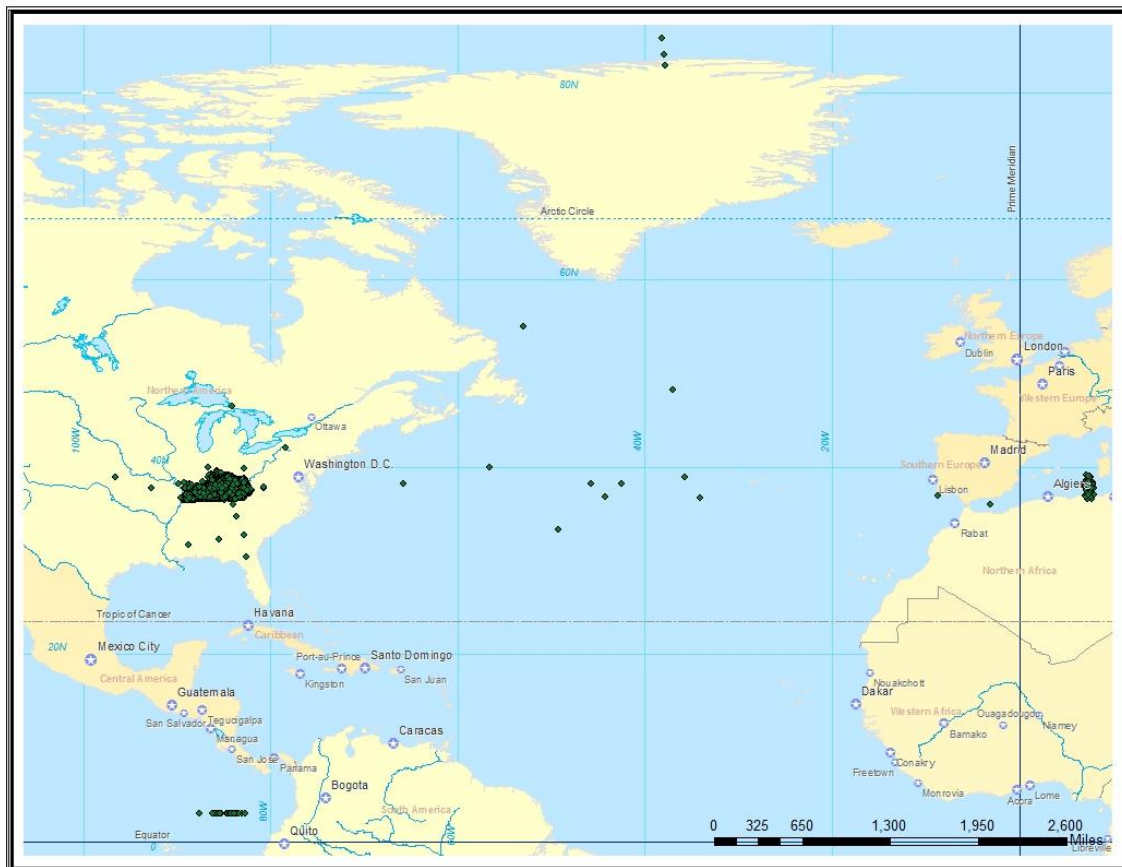 80N
Prime Meridian
Arctic Circle
60N
Northern Europe
Dublin
London
Paris
Western Europe
Northern America
Ottawa
100W
40N
40W
20W
Washington D.C.
Madrid
Southern Europe
Lisbon
Algiers
Rabat
Northern Africa
Tropic of Cancer
Havana
Caribbean
20N
Mexico City
Port-au-Prince
Santo Domingo
Kingston
San Juan
Central America
Nouakchott
Guatemala
Dakar
San Salvador
Tegucigalpa
Western Africa
Ouagadougou
Niamey
Managua
Bamako
Caracas
San Jose
Panama
Conakry
Freetown
Bogota
Monrovia
Accra
Lome
80W
South America
60W
0 325 650 1,300 1,950 2,600
Miles
Equator
0
Quito
Libreville